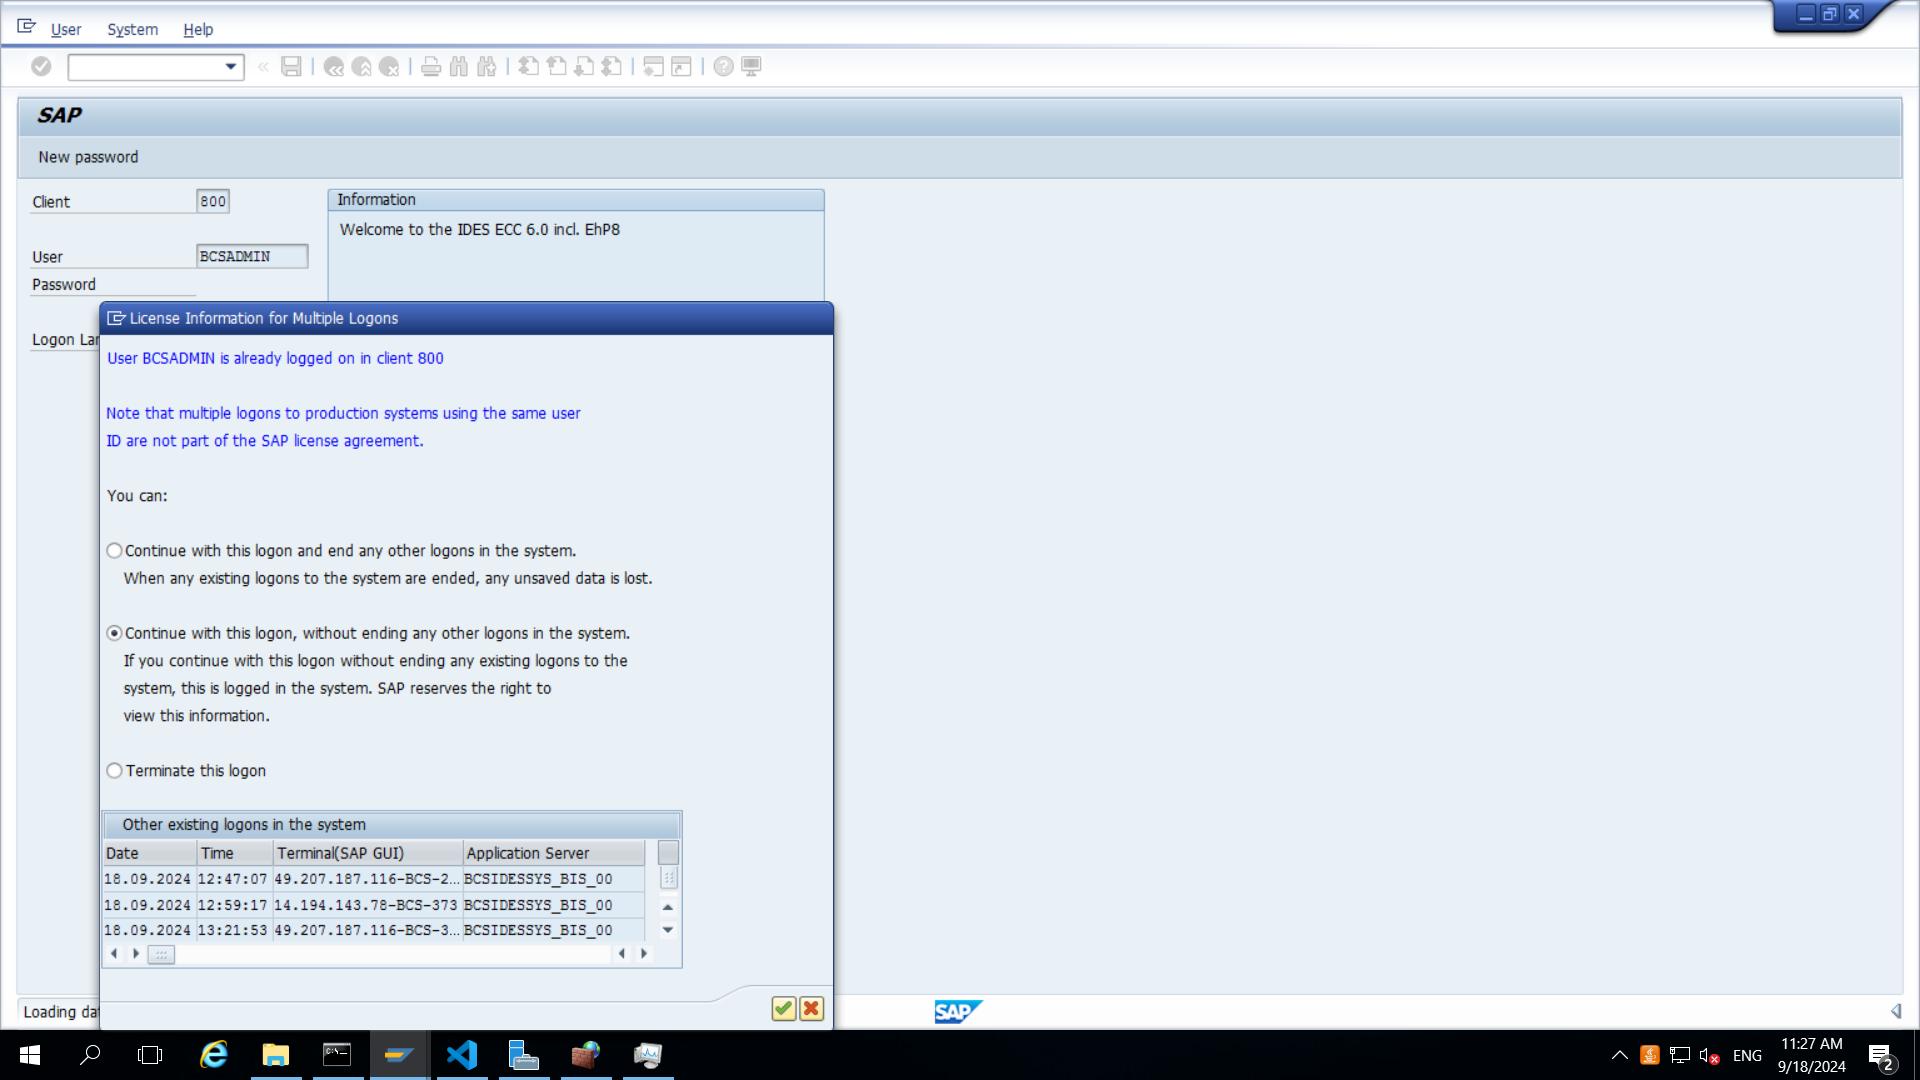 User System Help
SAP
New password
Client 800
Information
Welcome to the IDES ECC 6.0 incl. EhP8
User BCSADMIN
Password
Logon Lan
License Information for Multiple Logons
User BCSADMIN is already logged on in client 800
Note that multiple logons to production systems using the same user
ID are not part of the SAP license agreement.
You can:
Continue with this logon and end any other logons in the system.
When any existing logons to the system are ended, any unsaved data is lost.
Continue with this logon, without ending any other logons in the system.
If you continue with this logon without ending any existing logons to the
system, this is logged in the system. SAP reserves the right to
view this information.
Terminate this logon
Other existing logons in the system
Date Time Terminal(SAP GUI) Application Server
18.09.2024 12:47:07 49.207.187.116-BCS-2... BCSIDESSYS_BIS_00
18.09.2024 12:59:17 14.194.143.78-BCS-373 BCSIDESSYS_BIS_00
18.09.2024 13:21:53 49.207.187.116-BCS-3... BCSIDESSYS_BIS_00
Loading dat
SAP
ENG
11:27 AM
9/18/2024
2